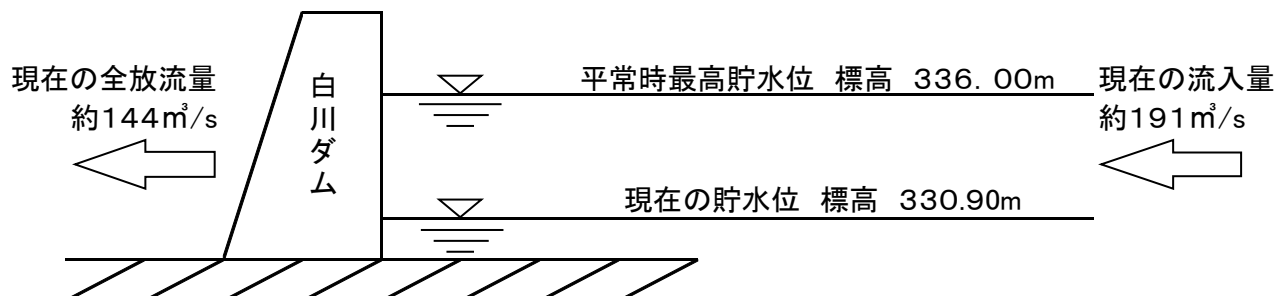 現在の全放流量
約144㎥/s
白川ダム
平常時最高貯水位 標高 336.00m
現在の流入量
約191㎥/s
現在の貯水位 標高 330.90m